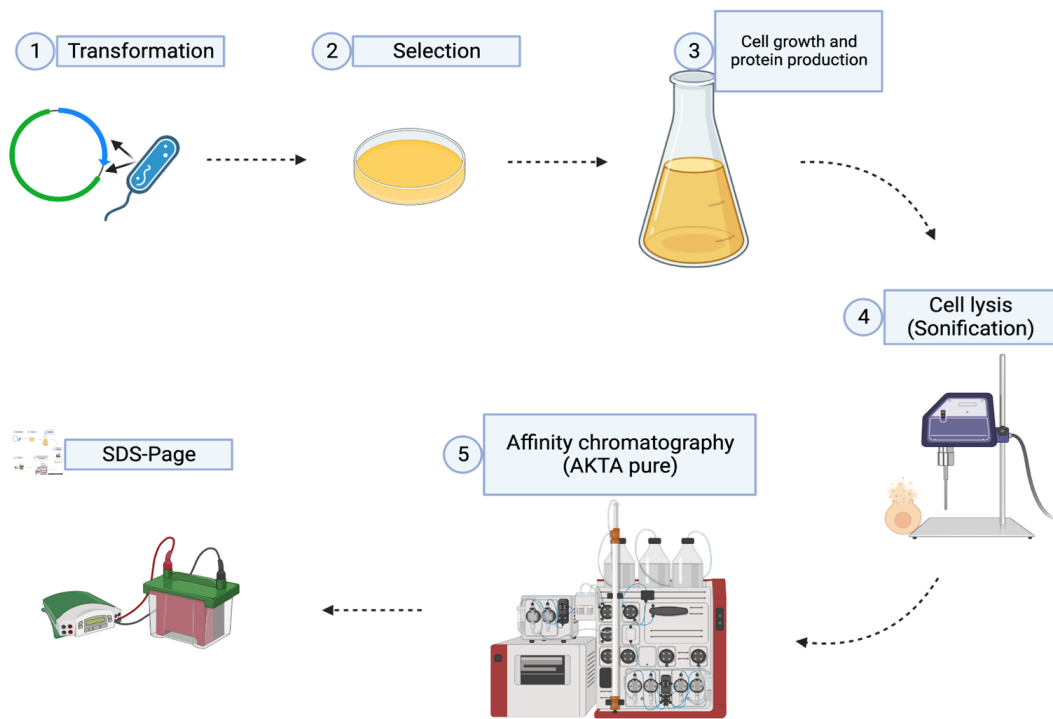 1 Transformation
2 Selection
3 Cell growth and
protein production
4 Cell lysis
(Sonification)
5 Affinity chromatography
(AKTA pure)
SDS-Page